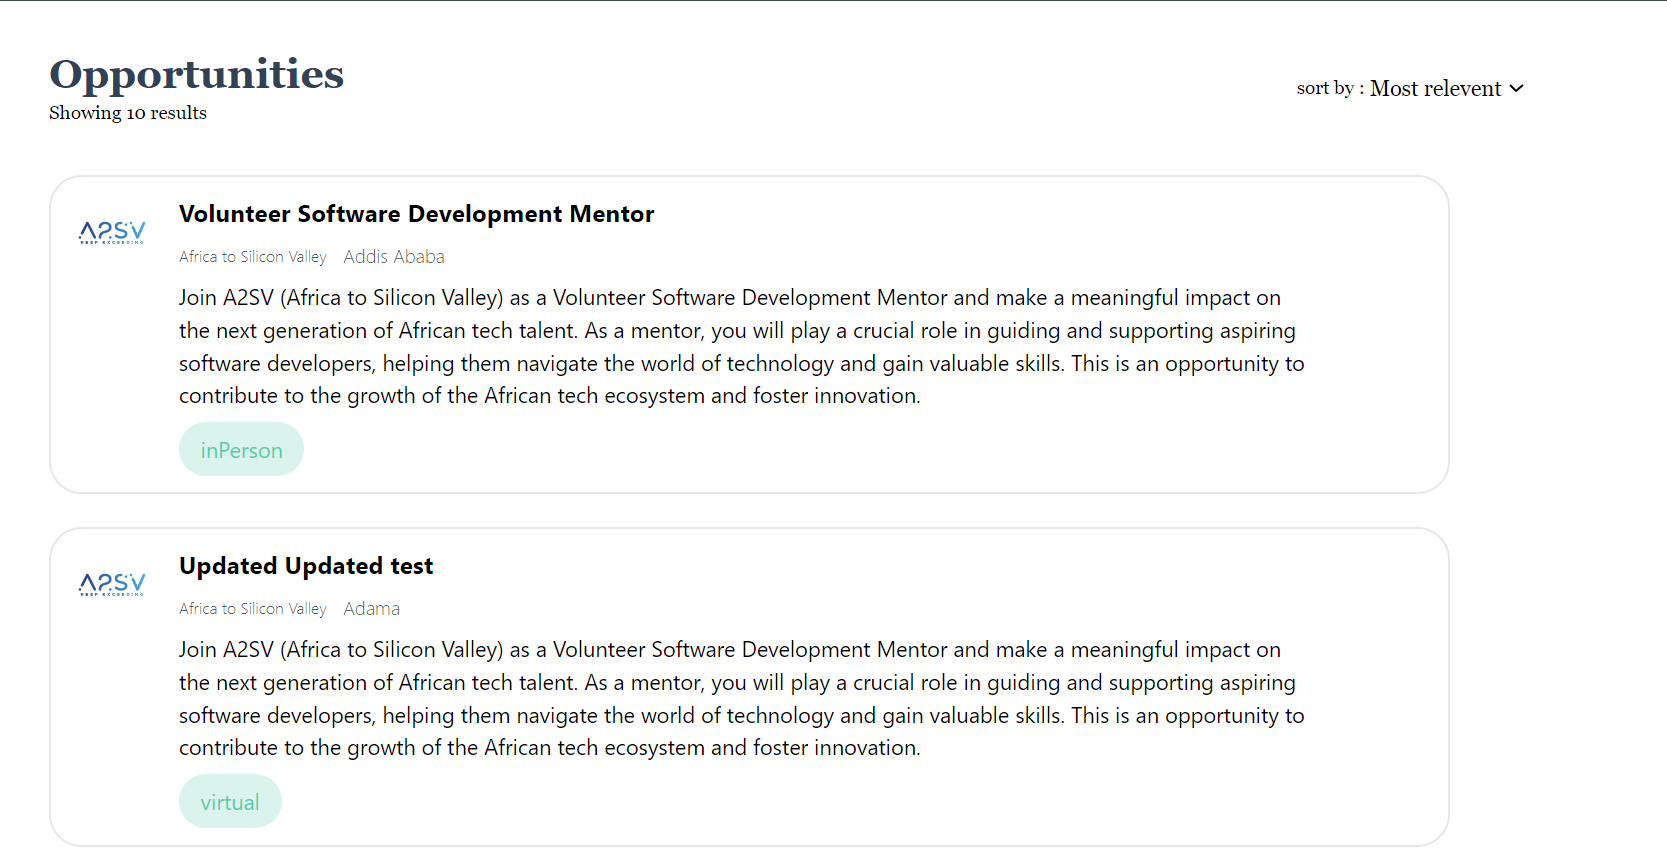 Opportunities
Showing 10 results
sort by : Most relevent
A2SV
KEEP EXCEEDING
Volunteer Software Development Mentor
Africa to Silicon Valley Addis Ababa
Join A2SV (Africa to Silicon Valley) as a Volunteer Software Development Mentor and make a meaningful impact on
the next generation of African tech talent. As a mentor, you will play a crucial role in guiding and supporting aspiring
software developers, helping them navigate the world of technology and gain valuable skills. This is an opportunity to
contribute to the growth of the African tech ecosystem and foster innovation.
inPerson
A2SV
KEEP EXCEEDING
Updated Updated test
Africa to Silicon Valley Adama
Join A2SV (Africa to Silicon Valley) as a Volunteer Software Development Mentor and make a meaningful impact on
the next generation of African tech talent. As a mentor, you will play a crucial role in guiding and supporting aspiring
software developers, helping them navigate the world of technology and gain valuable skills. This is an opportunity to
contribute to the growth of the African tech ecosystem and foster innovation.
virtual